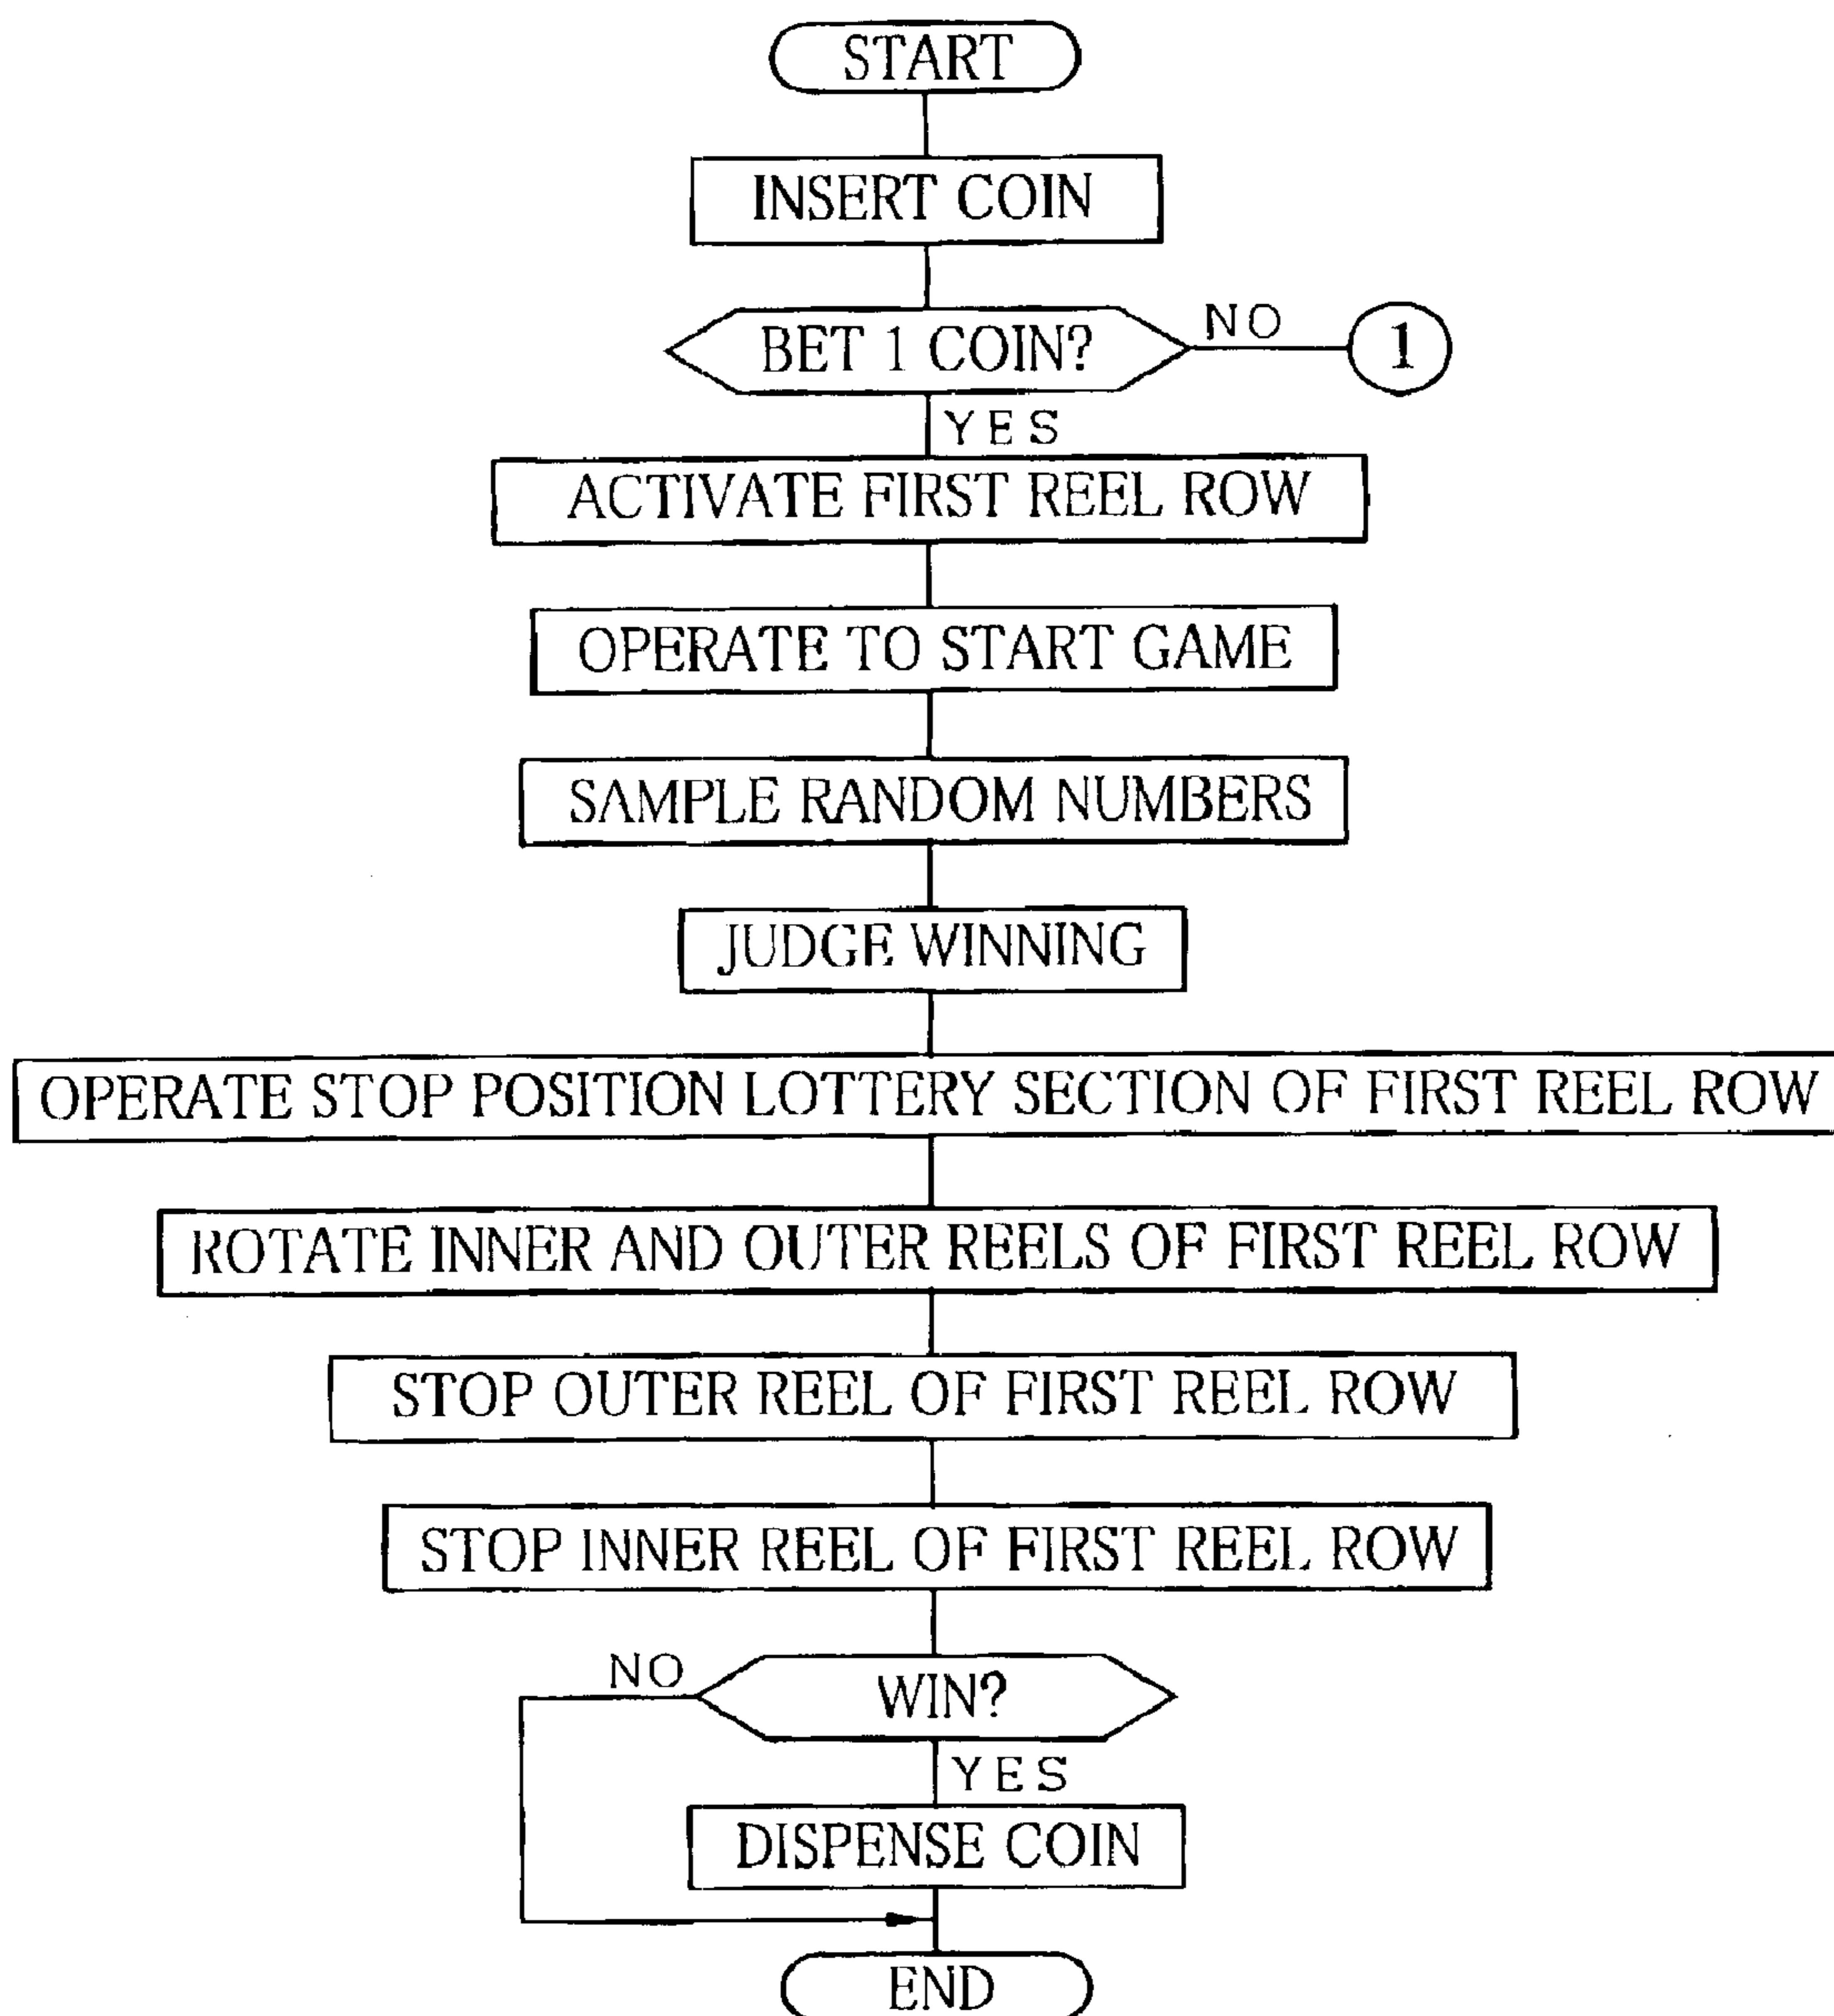 START
INSERT COIN
BET 1 COIN?
NO
1
YES
ACTIVATE FIRST REEL ROW
OPERATE TO START GAME
SAMPLE RANDOM NUMBERS
JUDGE WINNING
OPERATE STOP POSITION LOTTERY SECTION OF FIRST REEL ROW
ROTATE INNER AND OUTER REELS OF FIRST REEL ROW
STOP OUTER REEL OF FIRST REEL ROW
STOP INNER REEL OF FIRST REEL ROW
NO
WIN?
YES
DISPENSE COIN
END